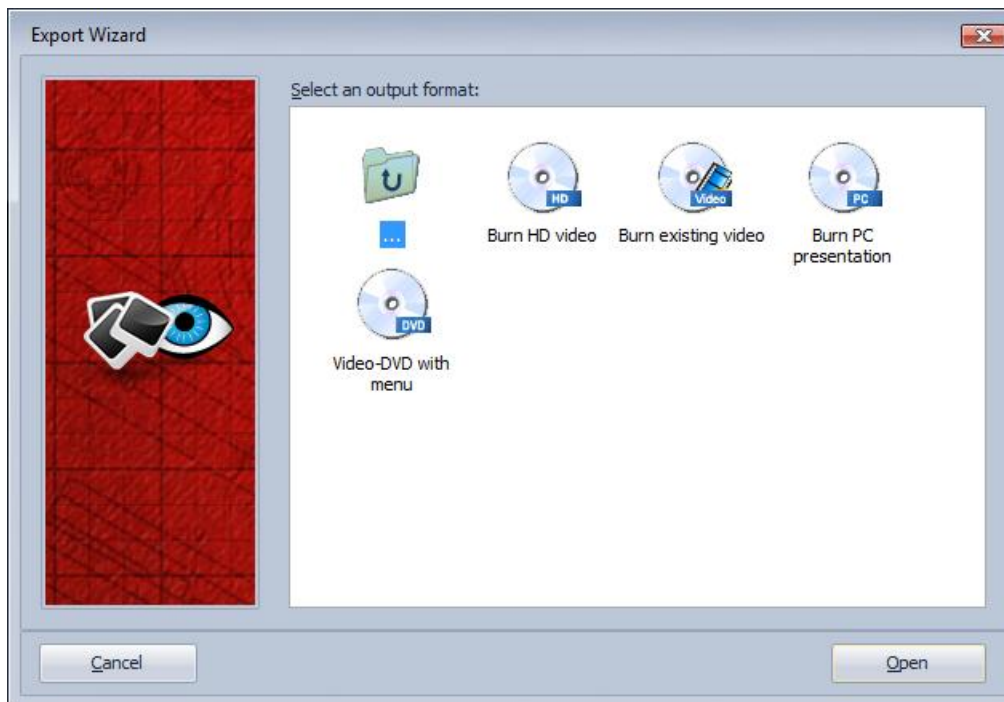 Export Wizard
Select an output format:
HD
Video
PC
...
Burn HD video
Burn existing video
Burn PC
presentation
DVD
Video-DVD with
menu
Cancel
Open